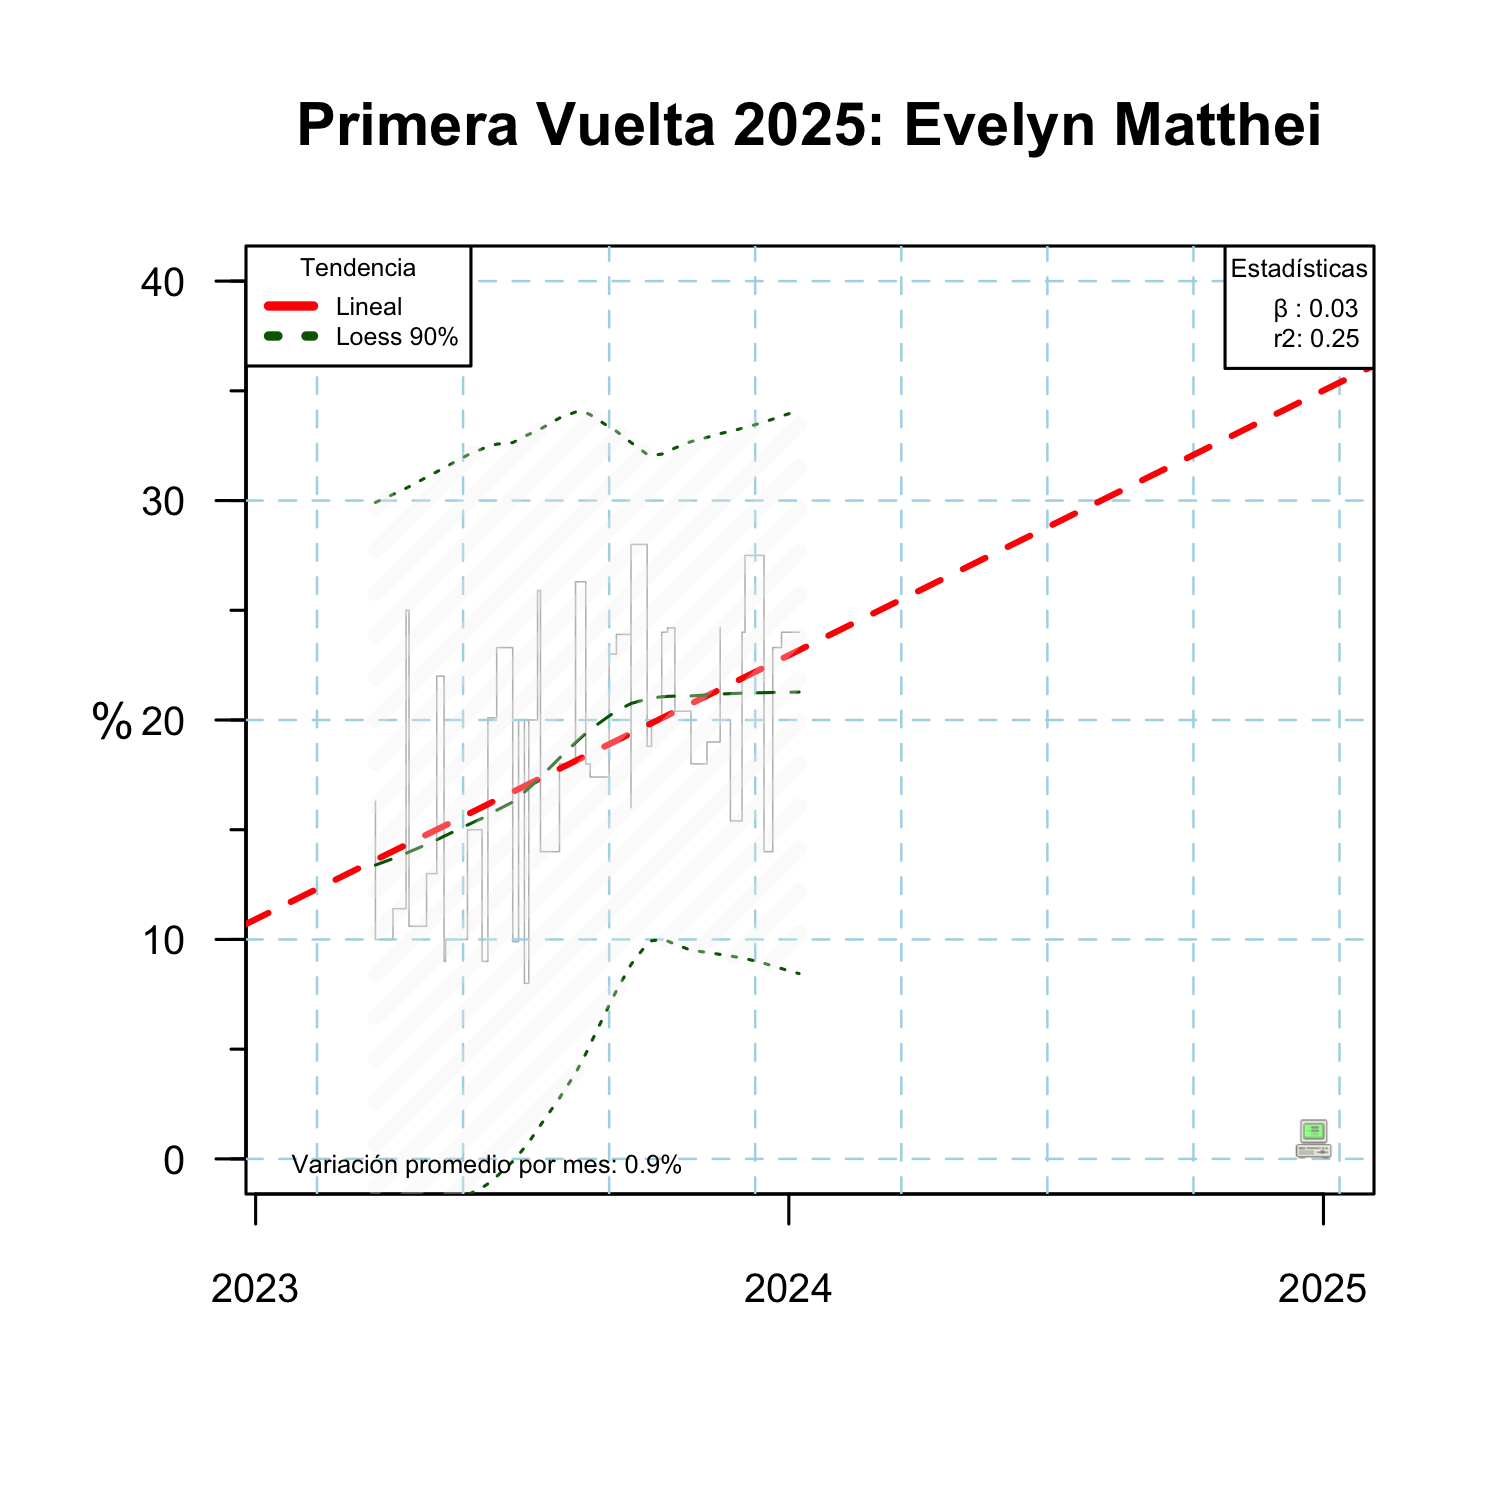 Primera Vuelta 2025: Evelyn Matthei
Tendencia
Lineal
Loess 90%
Estadísticas
β : 0.03
r2: 0.25
40
30
% 20
10
0
Variación promedio por mes: 0.9%
2023 2024 2025